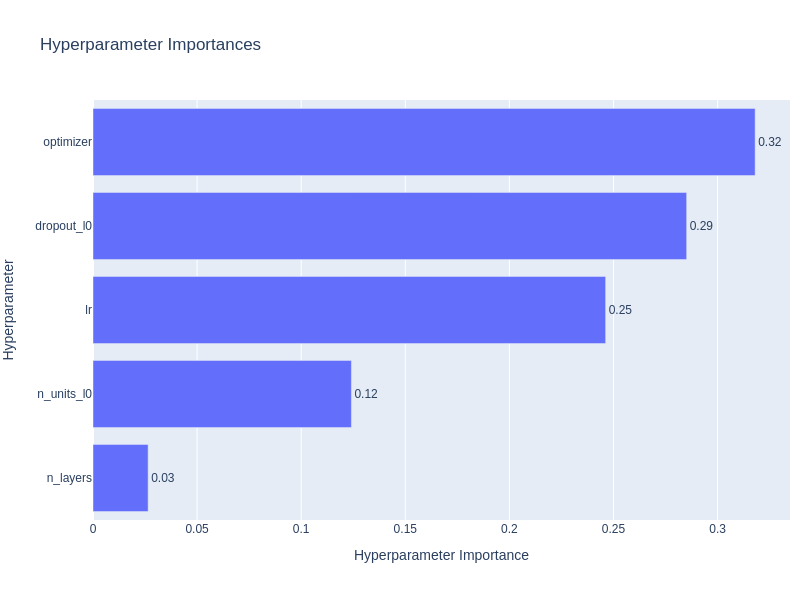 Hyperparameter Importances
optimizer
0.32
dropout_l0
0.29
lr
0.25
n_units_l0
0.12
n_layers
0.03
0
0.05
0.1
0.15
0.2
0.25
0.3
Hyperparameter Importance
Hyperparameter